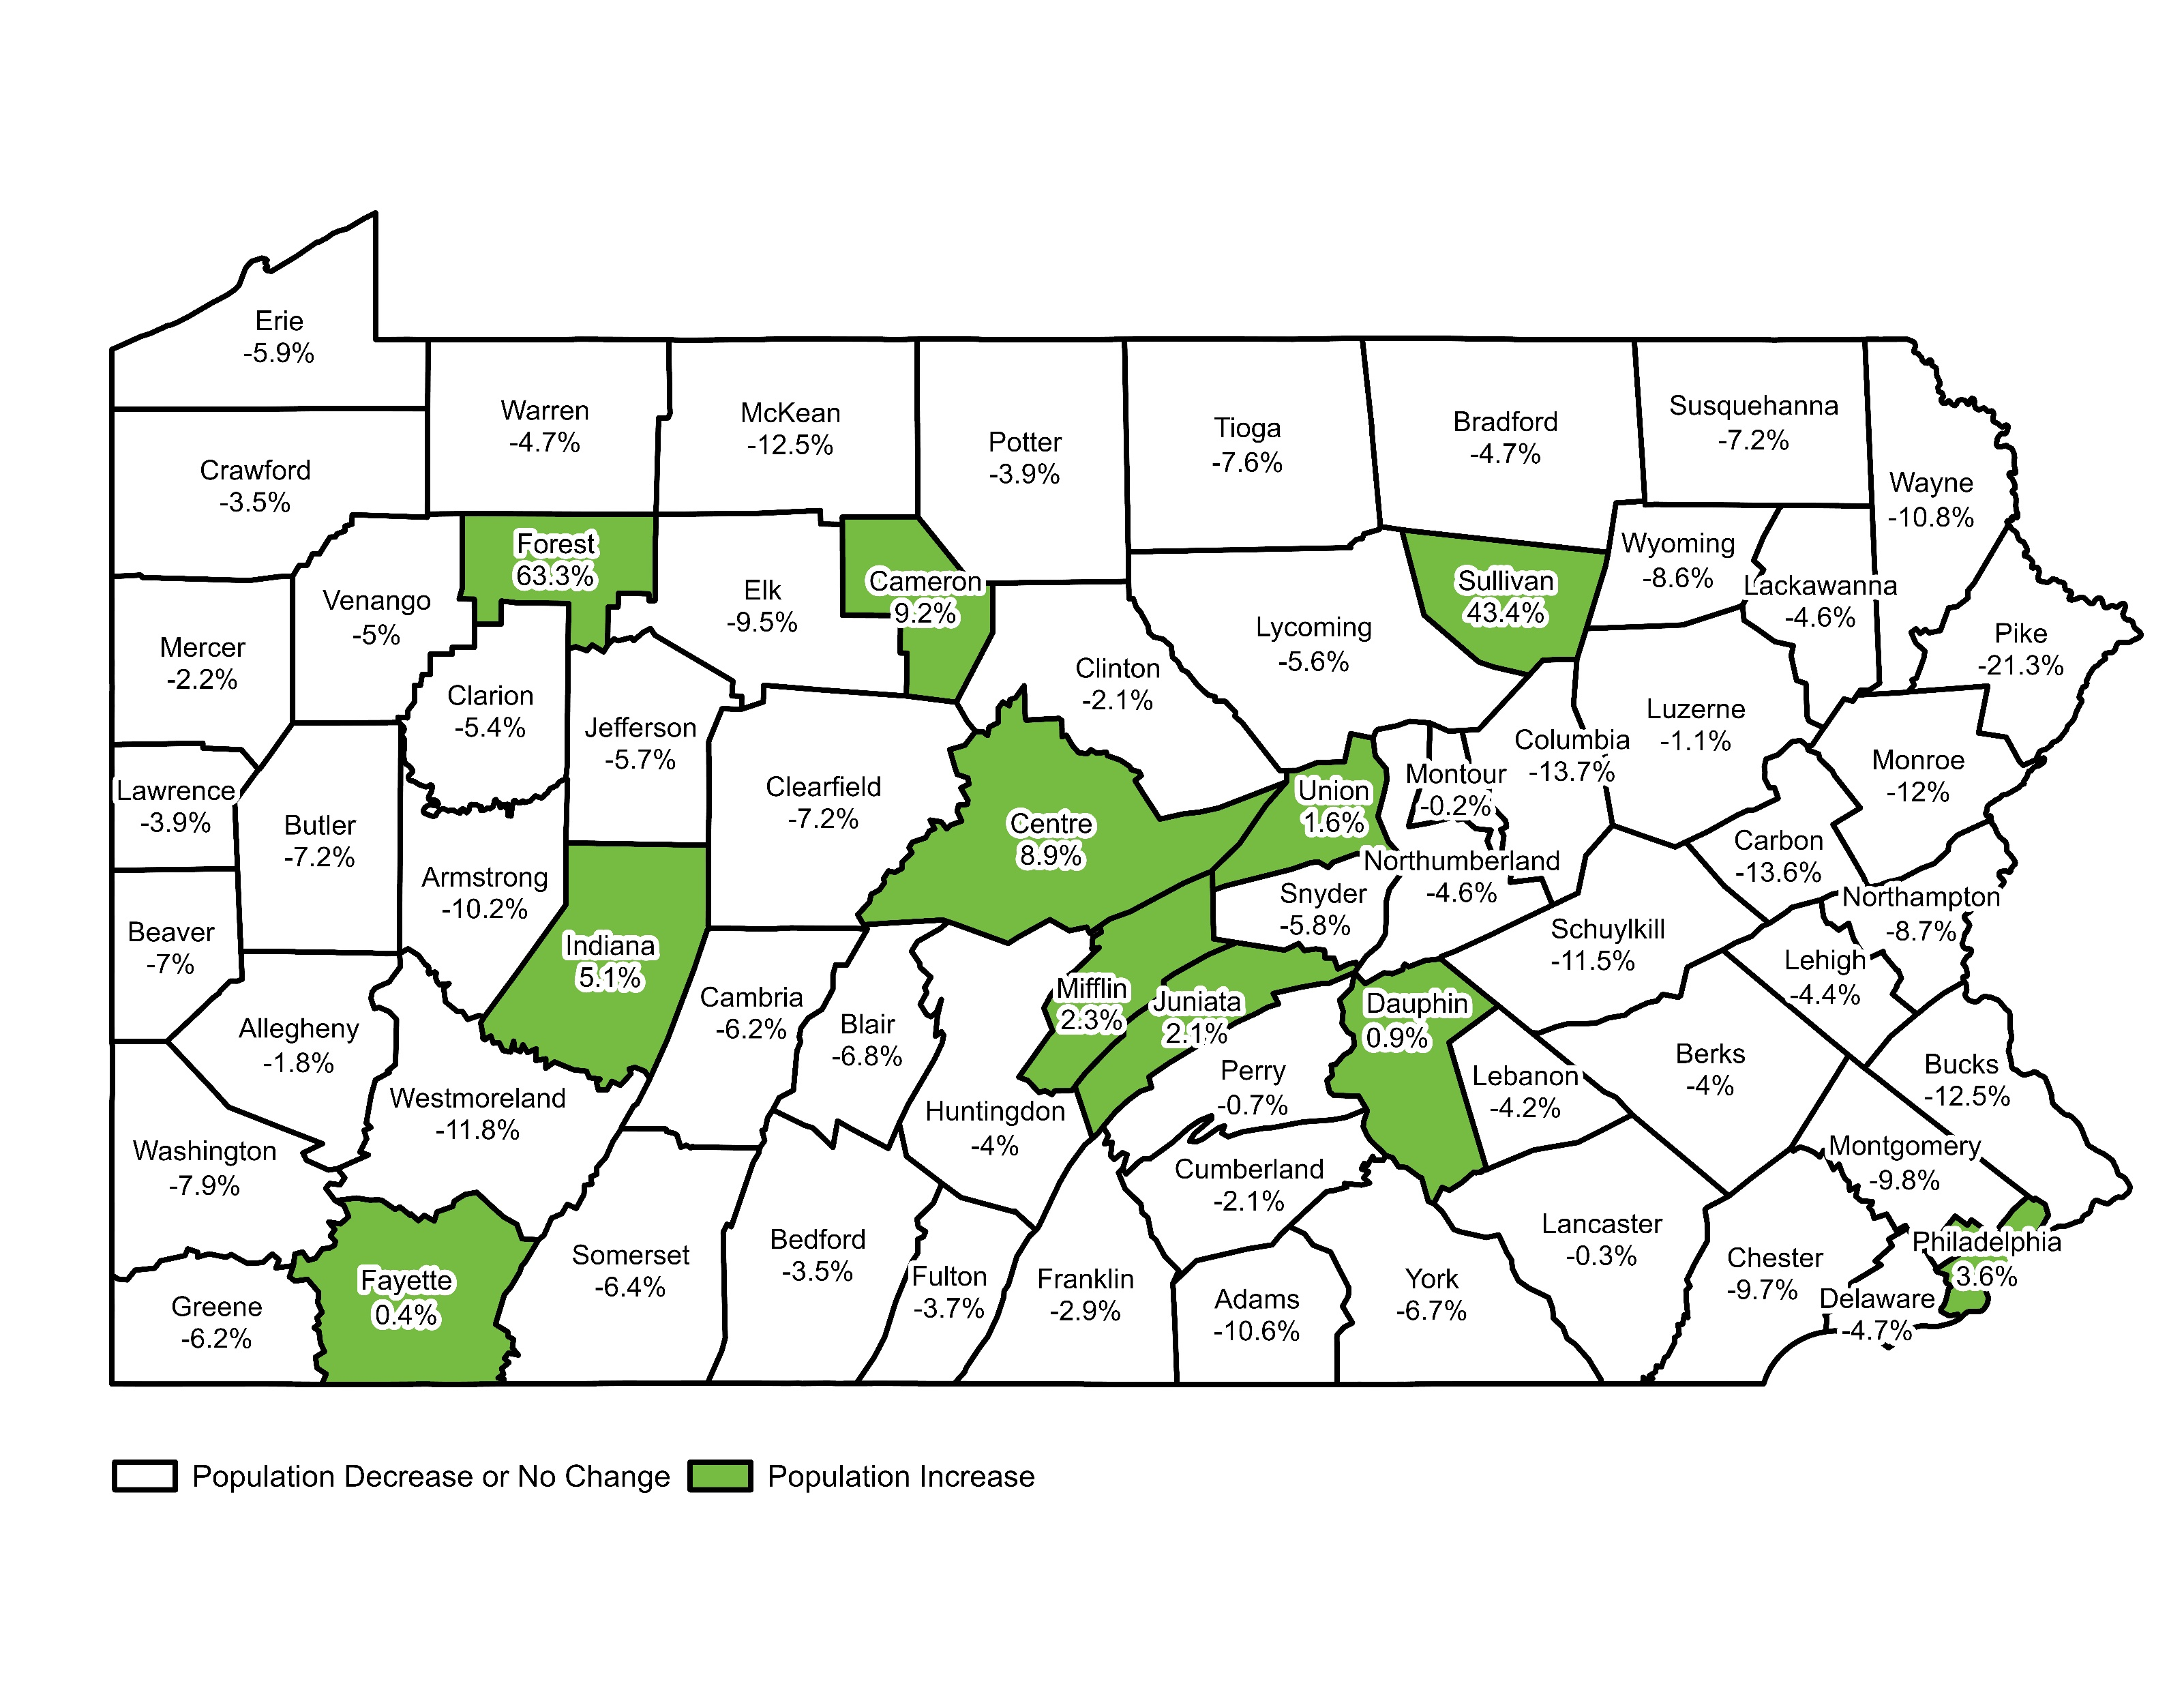 Erie
-5.9%
Warren
-4.7%
McKean
-12.5%
Potter
-3.9%
Tioga
-7.6%
Bradford
-4.7%
Susquehanna
-7.2%
Wayne
-10.8%
Crawford
-3.5%
Forest
63.3%
Elk
-9.5%
Cameron
9.2%
Sullivan
43.4%
Wyoming
-8.6%
Lackawanna
-4.6%
Pike
-21.3%
Mercer
-2.2%
Venango
-5%
Clarion
-5.4%
Jefferson
-5.7%
Clinton
-2.1%
Lycoming
-5.6%
Columbia
-13.7%
Luzerne
-1.1%
Monroe
-12%
Lawrence
-3.9%
Butler
-7.2%
Armstrong
-10.2%
Clearfield
-7.2%
Centre
8.9%
Union
1.6%
Montour
-0.2%
Northumberland
-4.6%
Carbon
-13.6%
Northampton
-8.7%
Beaver
-7%
Indiana
5.1%
Snyder
-5.8%
Schuylkill
-11.5%
Lehigh
-4.4%
Allegheny
-1.8%
Cambria
-6.2%
Blair
-6.8%
Mifflin
2.3%
Juniata
2.1%
Dauphin
0.9%
Perry
-0.7%
Lebanon
-4.2%
Berks
-4%
Bucks
-12.5%
Washington
-7.9%
Westmoreland
-11.8%
Huntingdon
-4%
Cumberland
-2.1%
Montgomery
-9.8%
Greene
-6.2%
Fayette
0.4%
Somerset
-6.4%
Bedford
-3.5%
Fulton
-3.7%
Franklin
-2.9%
Adams
-10.6%
York
-6.7%
Lancaster
-0.3%
Chester
-9.7%
Philadelphia
3.6%
Delaware
-4.7%
Population Decrease or No Change
Population Increase